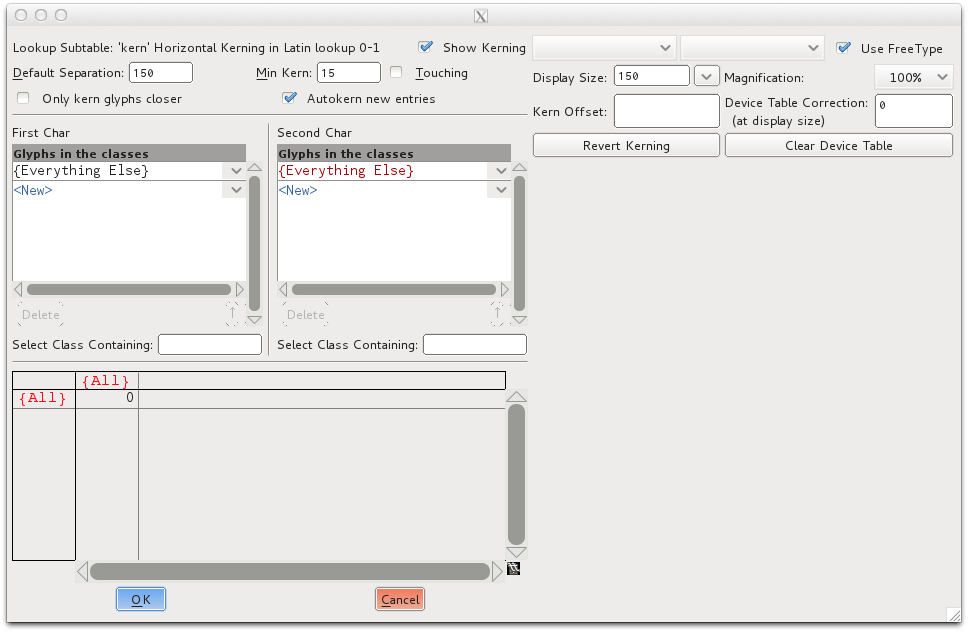 Lookup Subtable: 'kern' Horizontal Kerning in Latin lookup 0-1 Show Kerning Use FreeType
Default Separation: 150 Min Kern: 15 Touching Display Size: 150 Magnification: 100%
Only kern glyphs closer Autokern new entries Kern Offset: Device Table Correction: 0
(at display size)
Revert Kerning Clear Device Table
First Char Second Char
Glyphs in the classes Glyphs in the classes
{Everything Else} {Everything Else}
<New> <New>
Delete ↑ Delete ↑
Select Class Containing: Select Class Containing:
{All}
{All} 0
OK Cancel